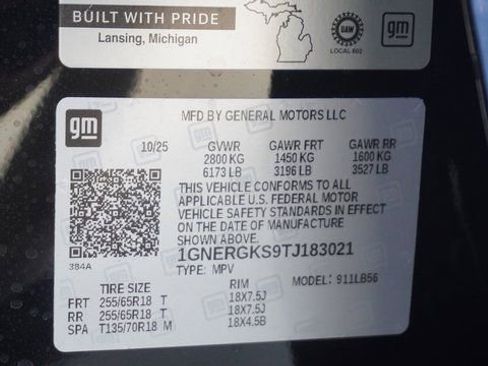 BUILT WITH PRIDE
Lansing, Michigan
UAW
LOCAL 602
gm
gm
MFD BY GENERAL MOTORS LLC
10/25 GVWR GAWR FRT GAWR RR
2800 KG 1450 KG 1600 KG
6173 LB 3196 LB 3527 LB
THIS VEHICLE CONFORMS TO ALL
APPLICABLE U.S. FEDERAL MOTOR
VEHICLE SAFETY STANDARDS IN EFFECT
ON THE DATE OF MANUFACTURE
SHOWN ABOVE.
1GNERGKS9TJ183021
384A
TYPE: MPV MODEL: 911LB56
TIRE SIZE RIM
FRT 255/65R18 T 18X7.5J
RR 255/65R18 T 18X7.5J
SPA T135/70R18 M 18X4.5B